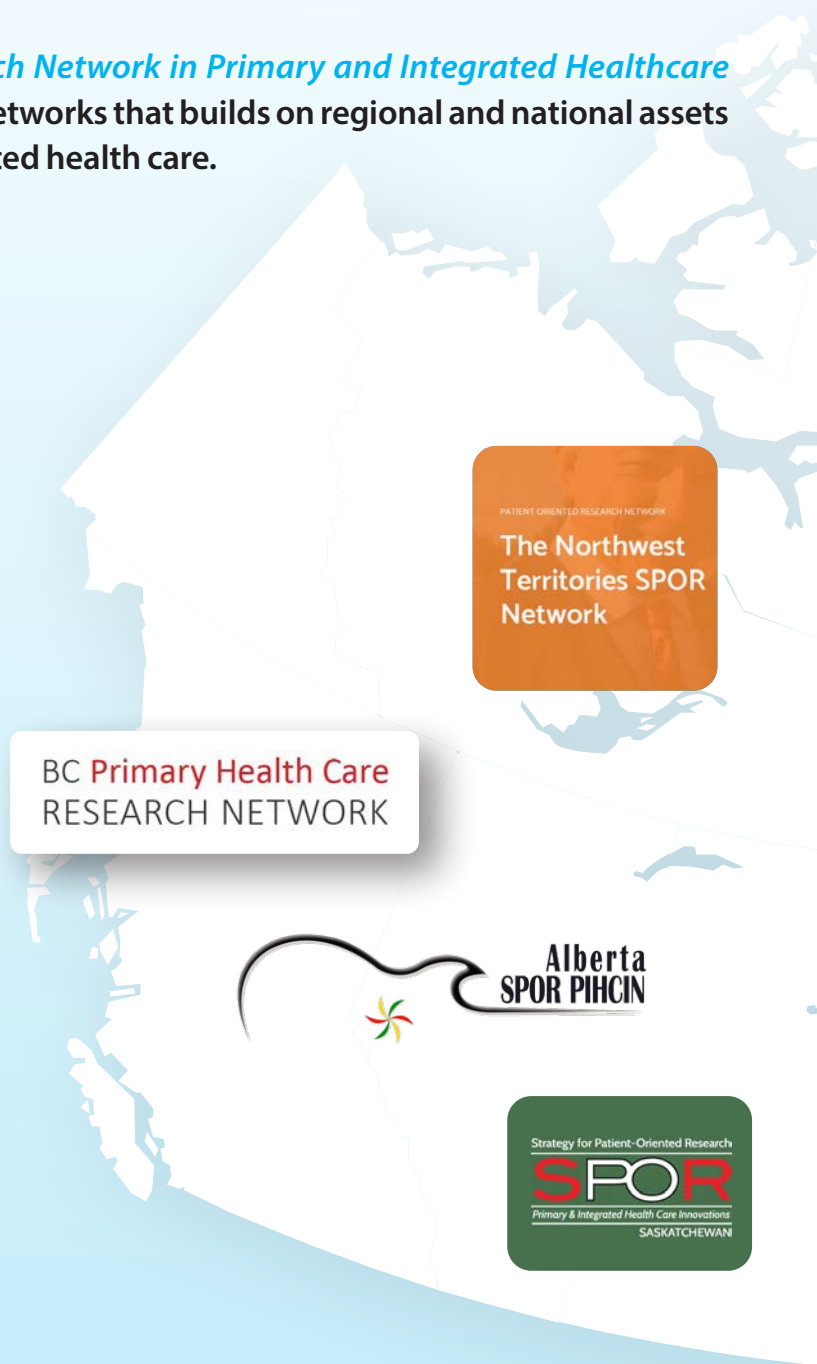 ch Network in Primary and Integrated Healthcare
etworks that builds on regional and national assets
ted health care.
PATIENT ORIENTED RESEARCH NETWORK
The Northwest
Territories SPOR
Network
BC Primary Health Care
RESEARCH NETWORK
Alberta
SPOR PIHCIN
Strategy for Patient-Oriented Research
SPOR
Primary & Integrated Health Care Innovations
SASKATCHEWAN